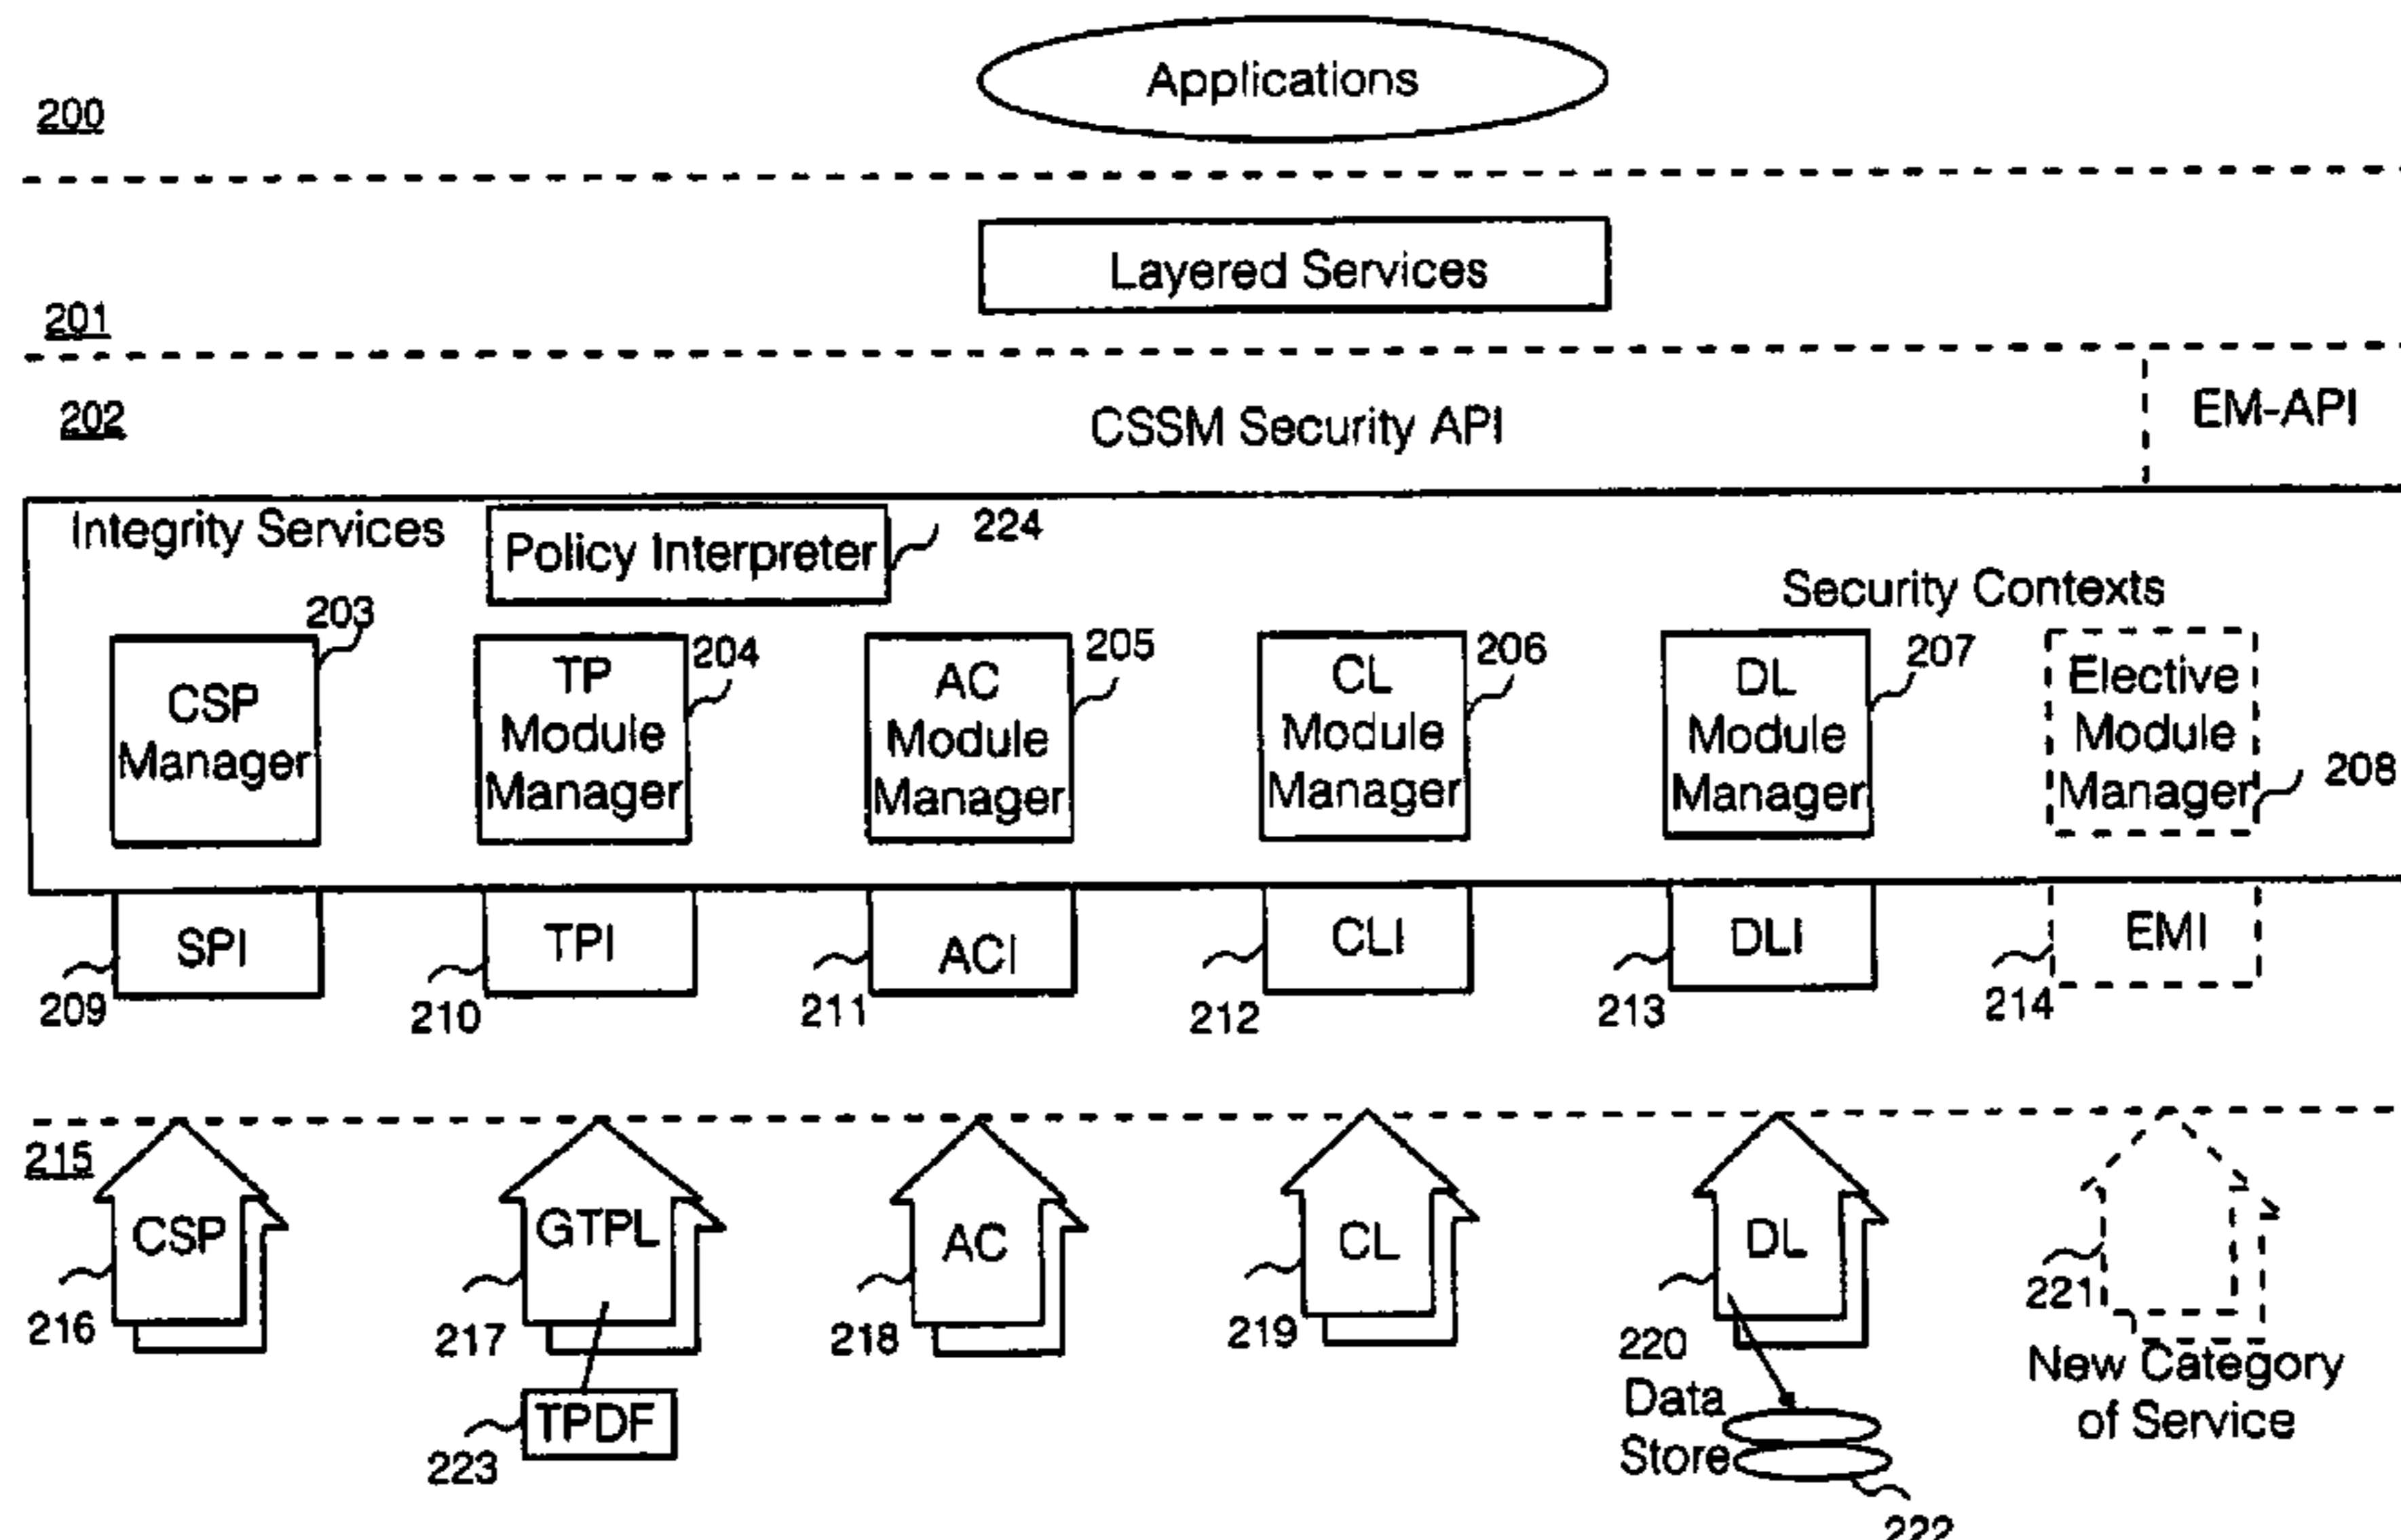 Applications
200
Layered Services
201
202
CSSM Security API
EM-API
Integrity Services
Policy Interpreter
224
Security Contexts
203
CSP
Manager
TP
Module
Manager
204
AC
Module
Manager
205
CL
Module
Manager
206
DL
Module
Manager
207
Elective
Module
Manager
208
SPI
209
TPI
210
ACI
211
CLI
212
DLI
213
EMI
214
215
CSP
216
GTPL
217
TPDF
223
AC
218
CL
219
DL
220
Data
Store
222
221
New Category
of Service